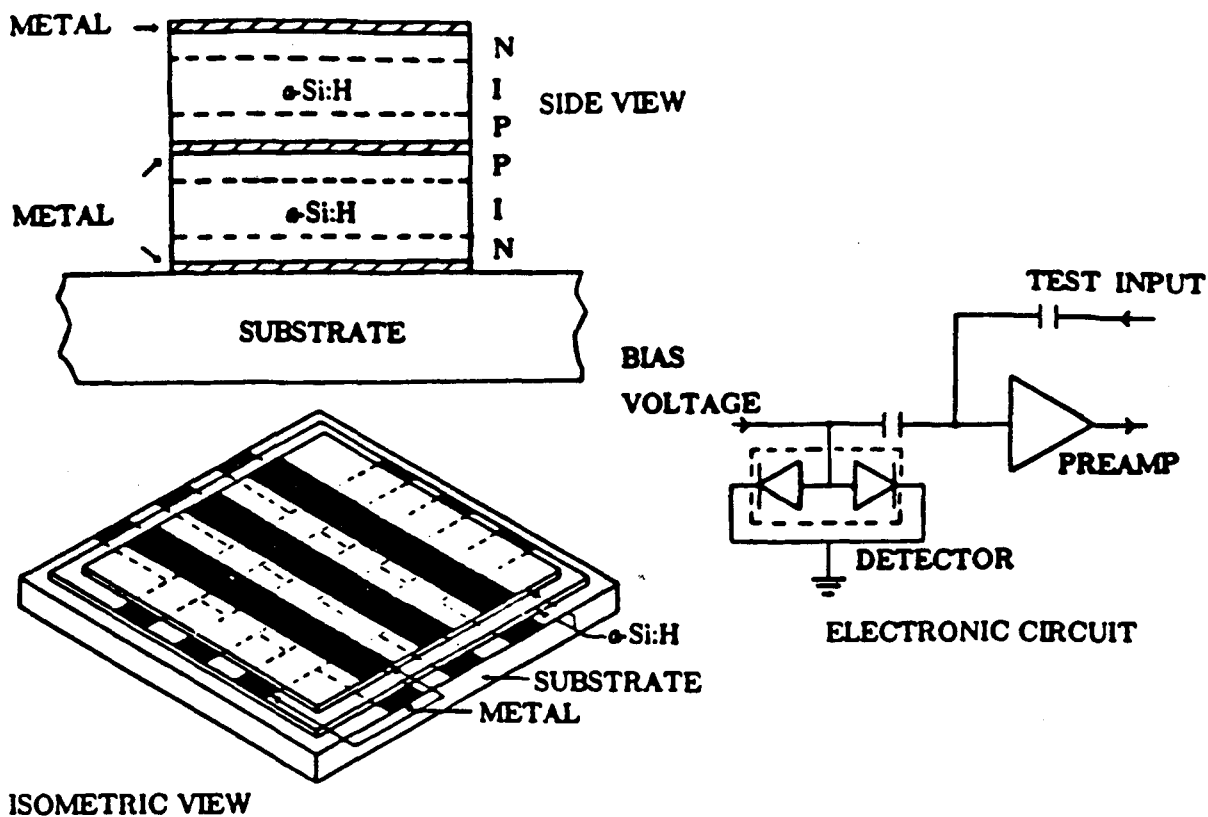 METAL
N
a-Si:H
I
SIDE VIEW
P
P
METAL
a-Si:H
I
N
SUBSTRATE
TEST INPUT
BIAS
VOLTAGE
PREAMP
DETECTOR
a-Si:H
ELECTRONIC CIRCUIT
SUBSTRATE
METAL
ISOMETRIC VIEW